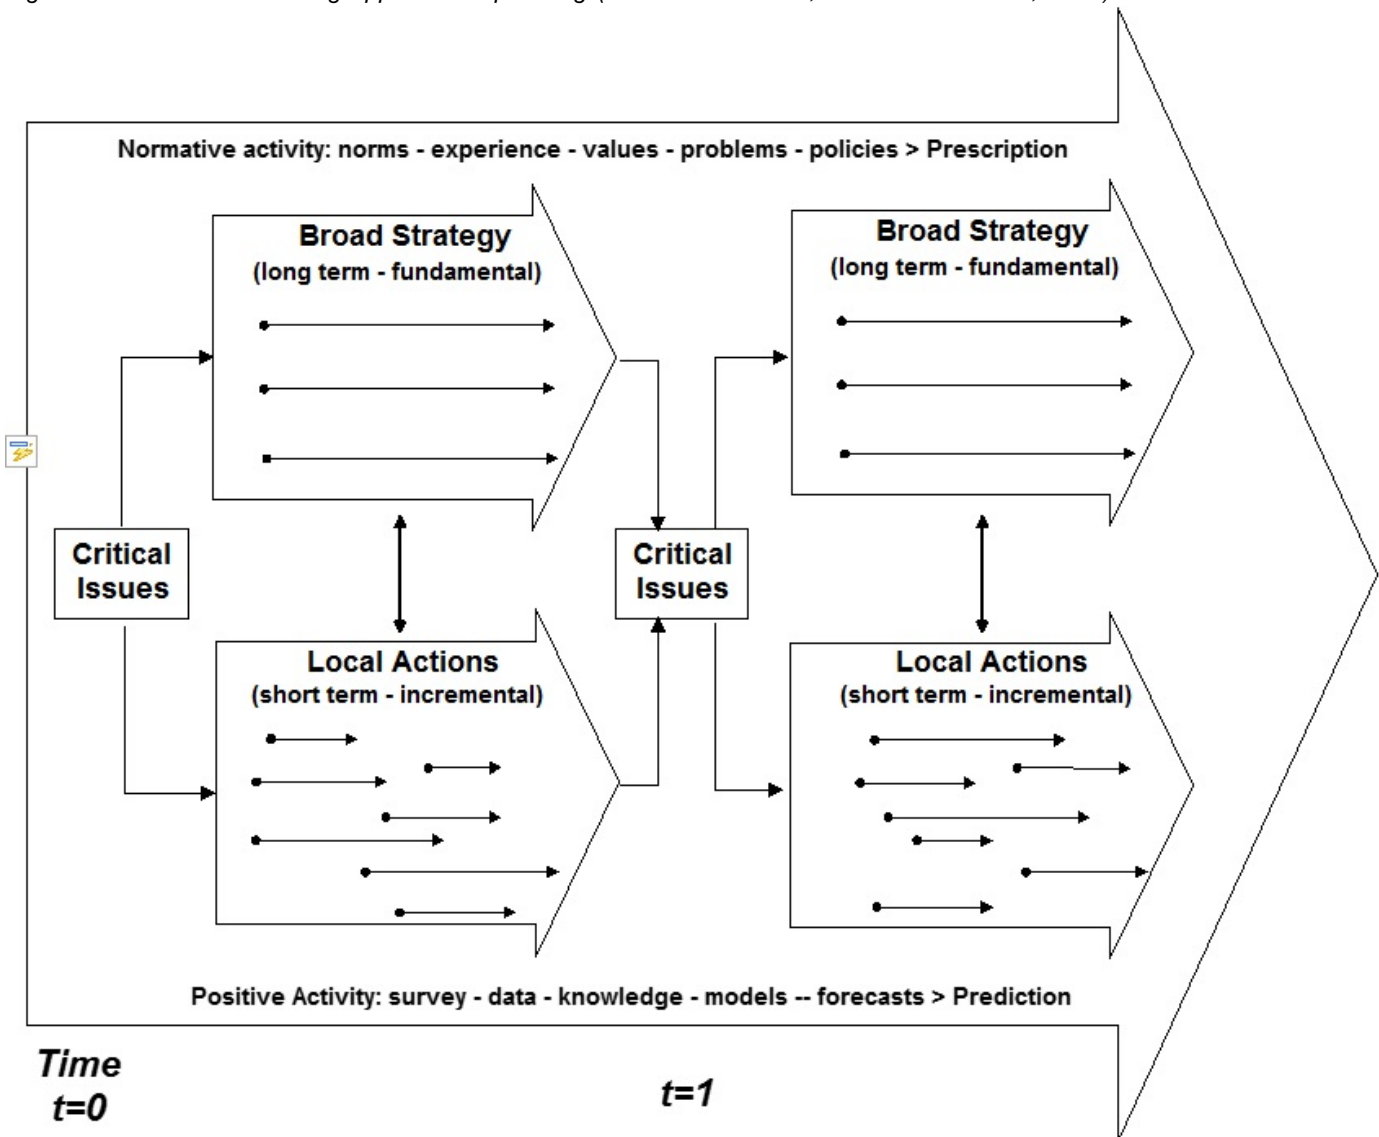 Normative activity: norms - experience - values - problems - policies > Prescription
Broad Strategy
(long term - fundamental)
Broad Strategy
(long term - fundamental)
Critical
Issues
Critical
Issues
Local Actions
(short term - incremental)
Local Actions
(short term - incremental)
Positive Activity: survey - data - knowledge - models -- forecasts > Prediction
Time
t=0
t=1